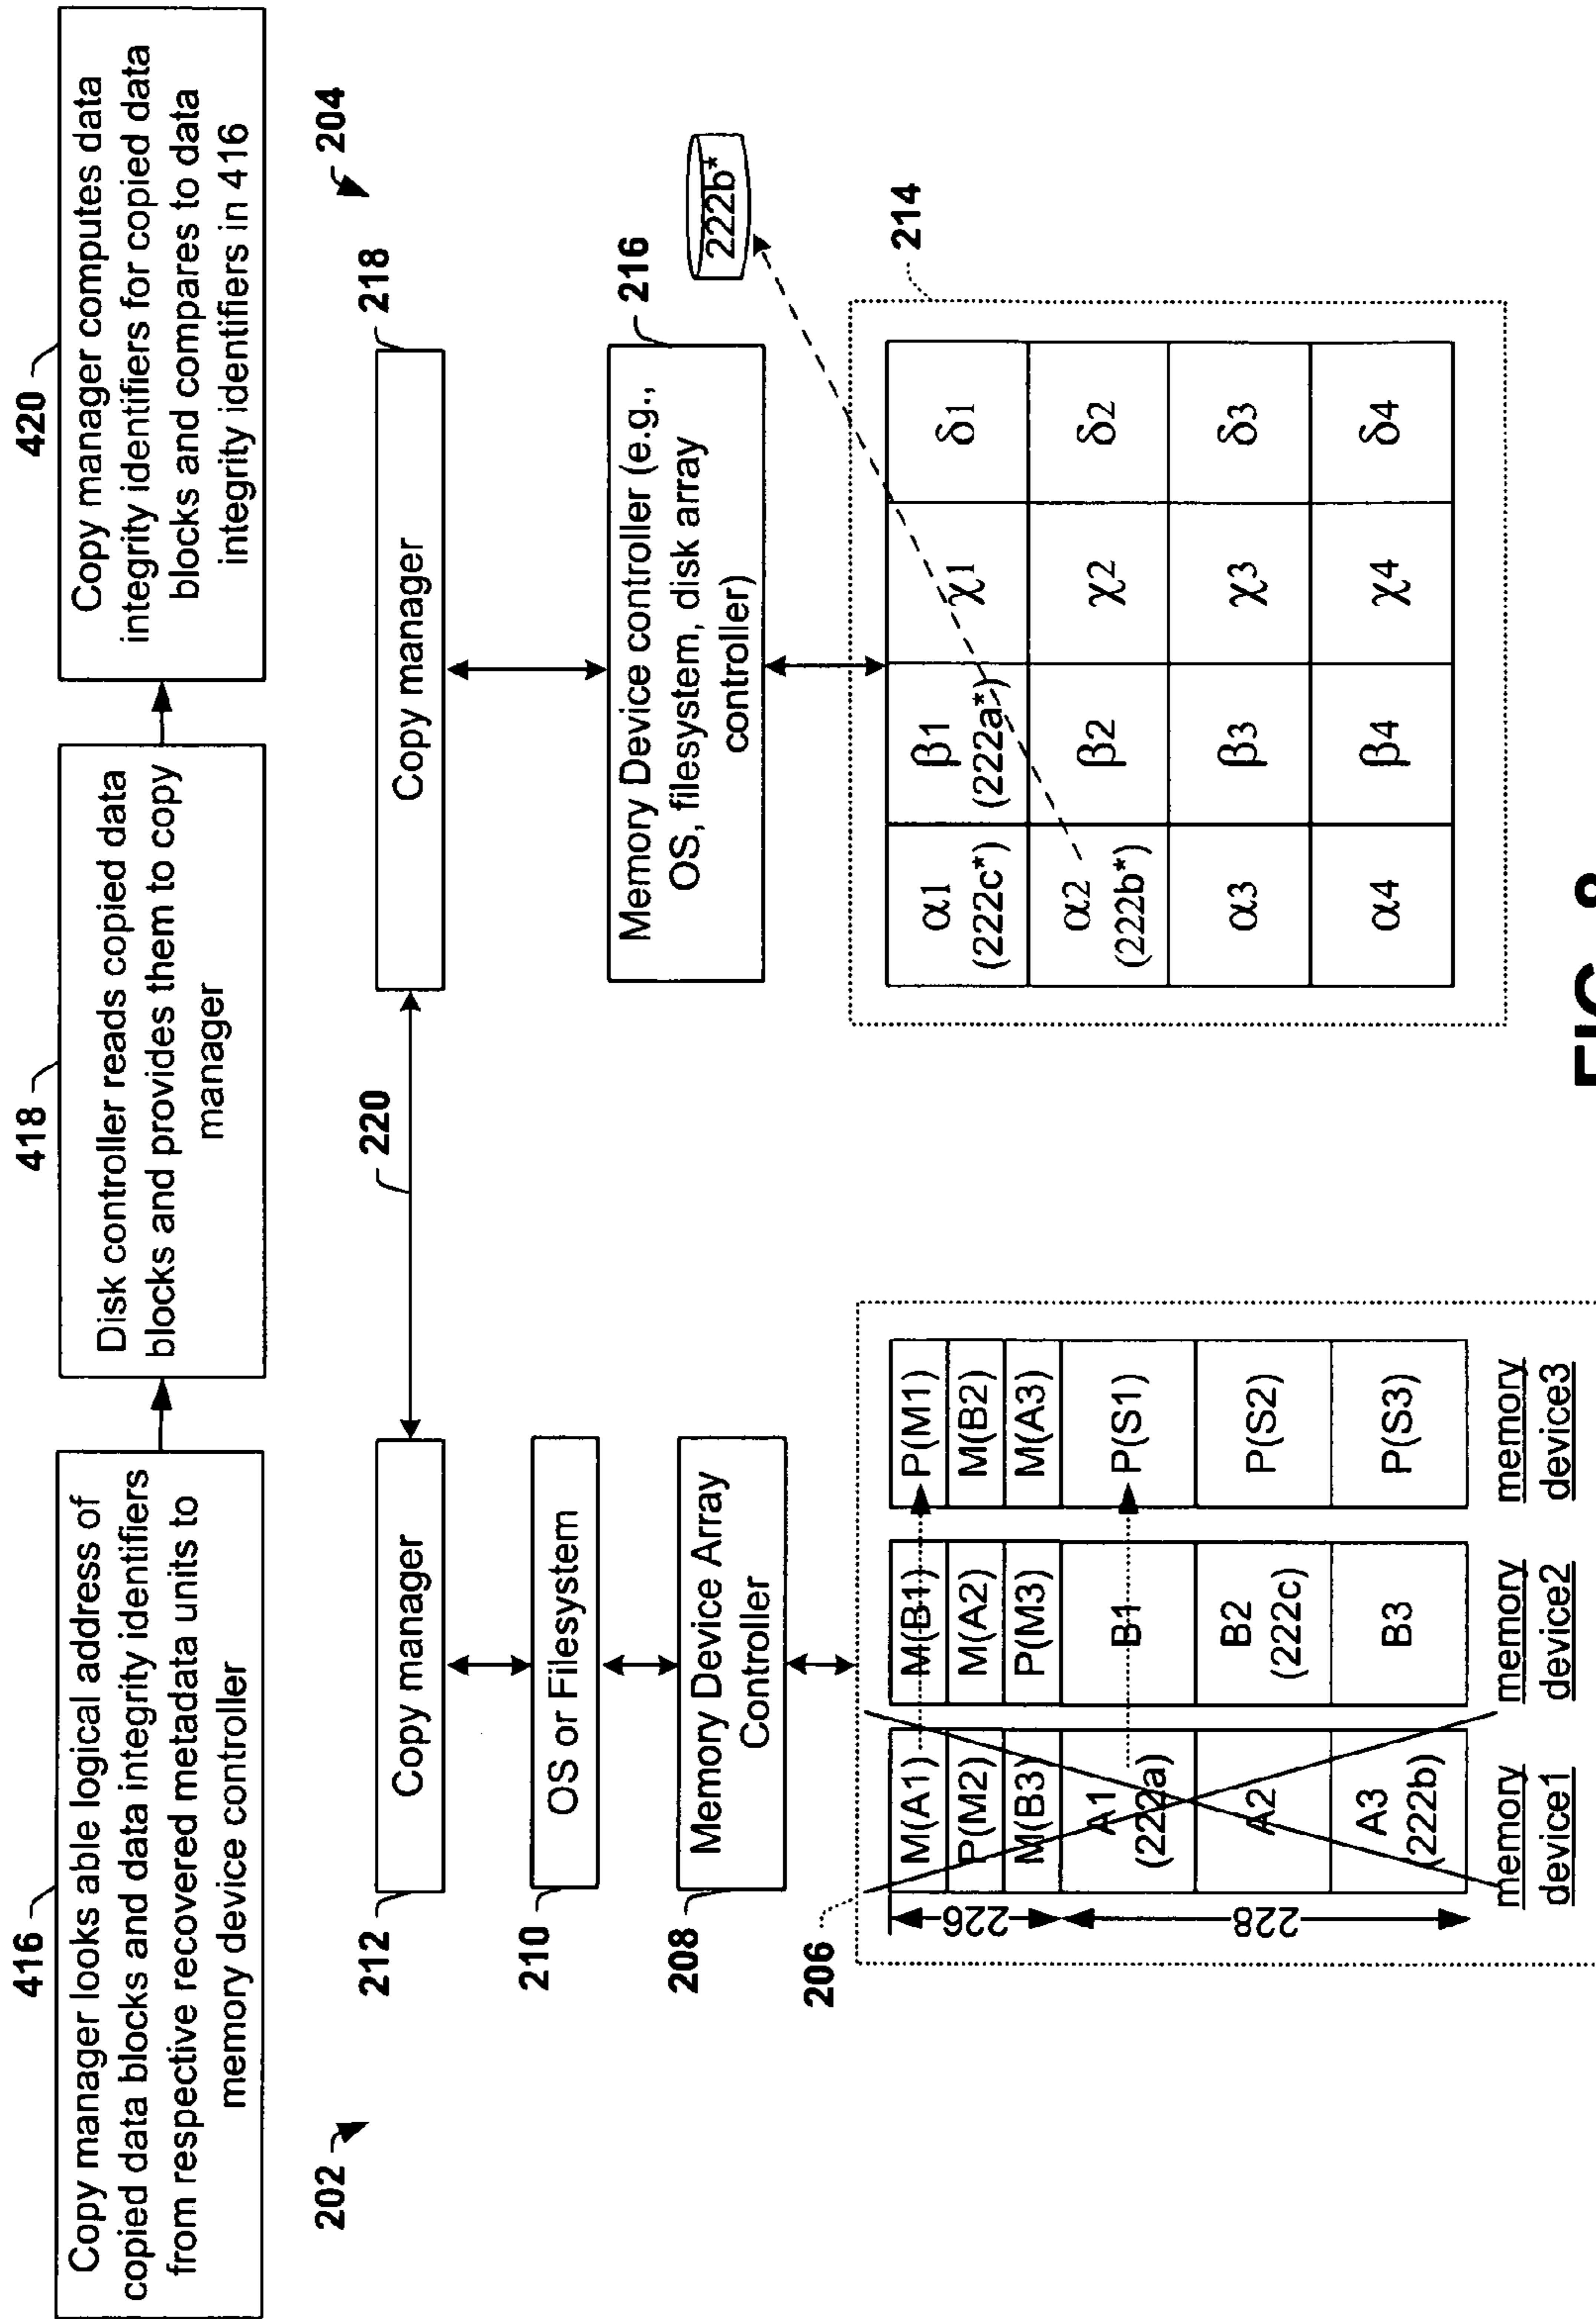 416
Copy manager looks able logical address of
copied data blocks and data integrity identifiers
from respective recovered metadata units to
memory device controller
418
Disk controller reads copied data
blocks and provides them to copy
manager
420
Copy manager computes data
integrity identifiers for copied data
blocks and compares to data
integrity identifiers in 416
202
204
212
Copy manager
220
218
Copy manager
210
OS or Filesystem
208
Memory Device Array
Controller
216
Memory Device controller (e.g.,
OS, filesystem, disk array
controller)
222b*
206
226
228
M(A1)
P(M2)
M(B3)
A1
(222a)
A2
A3
(222b)
memory
device1
M(B1)
M(A2)
P(M3)
B1
B2
(222c)
B3
memory
device2
P(M1)
M(B2)
M(A3)
P(S1)
P(S2)
P(S3)
memory
device3
214
α1
(222c*)
β1
(222a*)
χ1
δ1
α2
(222b*)
β2
χ2
δ2
α3
β3
χ3
δ3
α4
β4
χ4
δ4